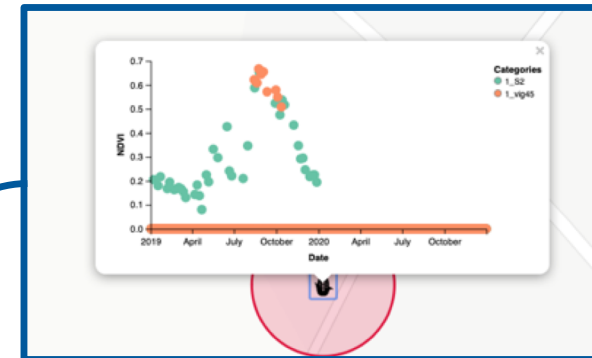 ×
0.7
0.6
0.5
0.4
0.3
0.2
0.1
0.0
NDVI
2019 April July October 2020 April July October
Date
Categories
1_S2
1_vig45